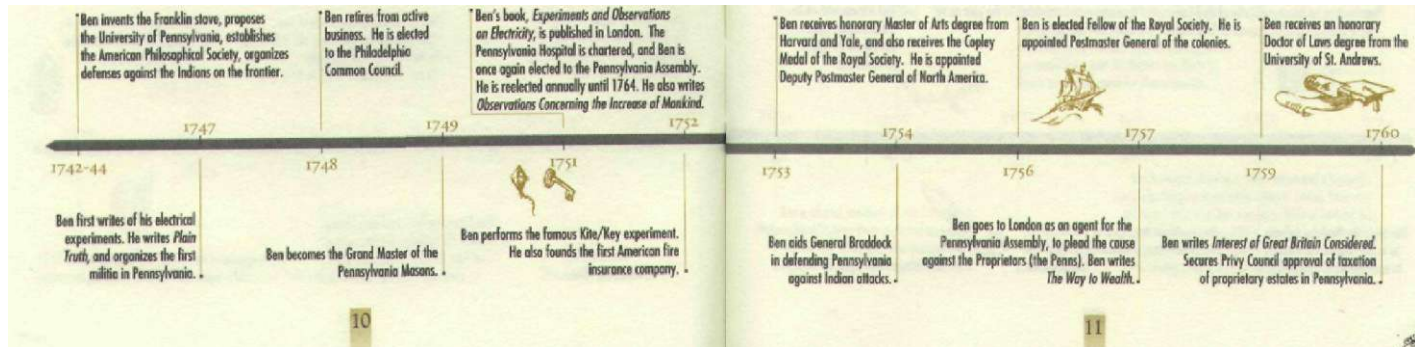 Ben invents the Franklin stove, proposes
the University of Pennsylvania, establishes
the American Philosophical Society, organizes
defenses against the Indians on the frontier.
Ben retires from active
business. He is elected
to the Philadelphia
Common Council.
Ben's book, Experiments and Observations
on Electricity, is published in London. The
Pennsylvania Hospital is chartered, and Ben is
once again elected to the Pennsylvania Assembly.
He is reelected annually until 1764. He also writes
Observations Concerning the Increase of Mankind.
1747
1749
1752
1742-44
1748
1751
Ben first writes of his electrical
experiments. He writes Plain
Truth, and organizes the first
militia in Pennsylvania.
Ben becomes the Grand Master of the
Pennsylvania Masons.
Ben performs the famous Kite/Key experiment.
He also founds the first American fire
insurance company.
10
Ben receives honorary Master of Arts degree from
Harvard and Yale, and also receives the Copley
Medal of the Royal Society. He is appointed
Deputy Postmaster General of North America.
Ben is elected Fellow of the Royal Society. He is
appointed Postmaster General of the colonies.
Ben receives an honorary
Doctor of Laws degree from the
University of St. Andrews.
1754
1757
1760
1753
1756
1759
Ben aids General Braddock
in defending Pennsylvania
against Indian attacks.
Ben goes to London as an agent for the
Pennsylvania Assembly, to plead the cause
against the Proprietors (the Penns). Ben writes
The Way to Wealth.
Ben writes Interest of Great Britain Considered.
Secures Privy Council approval of taxation
of proprietary estates in Pennsylvania.
11